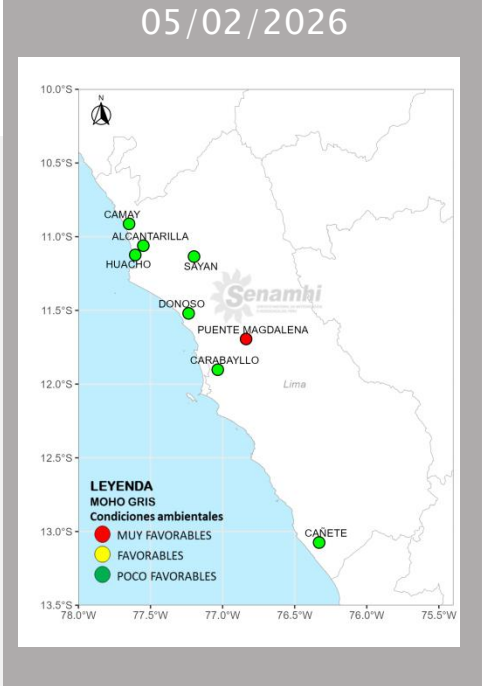 05/02/2026
10.0°S
N
10.5°S
CAMAY
11.0°S
ALCANTARILLA
HUACHO
SAYAN
Senamhi
11.5°S
DONOSO
PUENTE MAGDALENA
CARABAYLLO
12.0°S
Lima
12.5°S
LEYENDA
MOHO GRIS
Condiciones ambientales
13.0°S
CAÑETE
MUY FAVORABLES
FAVORABLES
POCO FAVORABLES
13.5°S
78.0°W 77.5°W 77.0°W 76.5°W 76.0°W 75.5°W